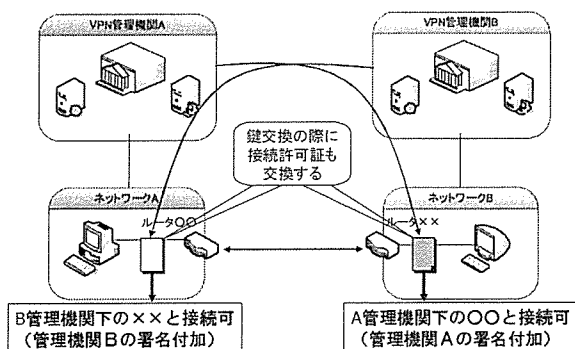 VPN管理機関A
VPN管理機関B
鍵交換の際に
接続許可証も
交換する
ネットワークA
ネットワークB
ルータ○○
ルータ××
B管理機関下の××と接続可
（管理機関Bの署名付加）
A管理機関下の○○と接続可
（管理機関Aの署名付加）